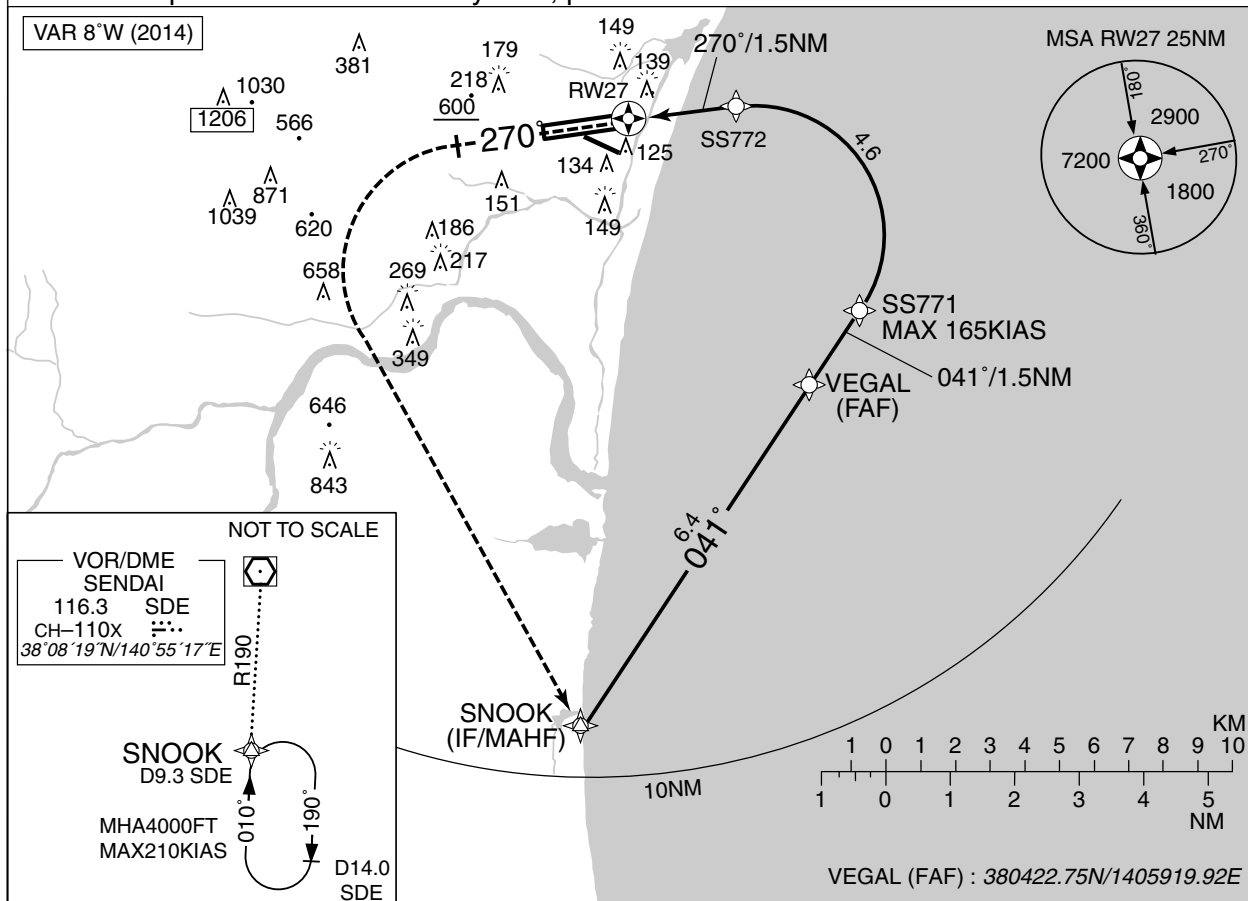 VAR 8°W (2014)
381
1030
1206
566
871
1039
620
658
179
218
600
149
139
RW27
270°
134
125
151
149
186
217
269
349
646
843
270°/1.5NM
SS772
4.6
SS771
MAX 165KIAS
041°/1.5NM
VEGAL
(FAF)
6.4
041°
SNOOK
(IF/MAHF)
10NM
MSA RW27 25NM
180°
2900
270°
7200
1800
360°
NOT TO SCALE
VOR/DME
SENDAI
116.3 SDE
CH–110X
38°08´19˝N/140°55´17˝E
R190
SNOOK
D9.3 SDE
010°
190°
MHA4000FT
MAX210KIAS
D14.0
SDE
KM
1 0 1 2 3 4 5 6 7 8 9 10
1 0 1 2 3 4 5
NM
VEGAL (FAF) : 380422.75N/1405919.92E